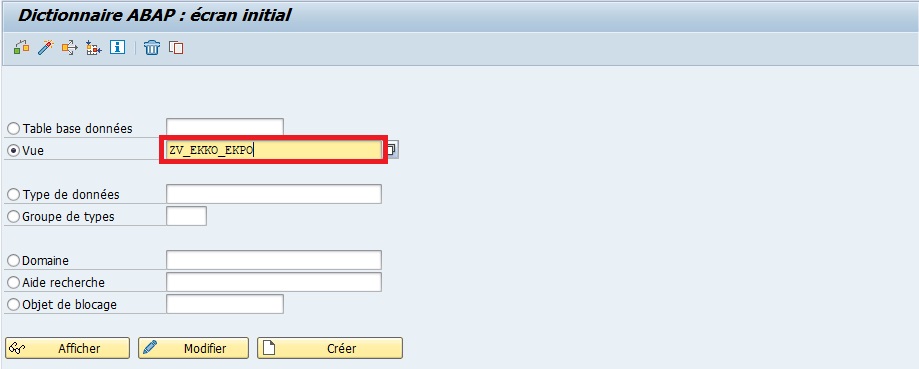 Dictionnaire ABAP : écran initial
Table base données
Vue ZV_EKKO_EKPO
Type de données
Groupe de types
Domaine
Aide recherche
Objet de blocage
Afficher Modifier Créer